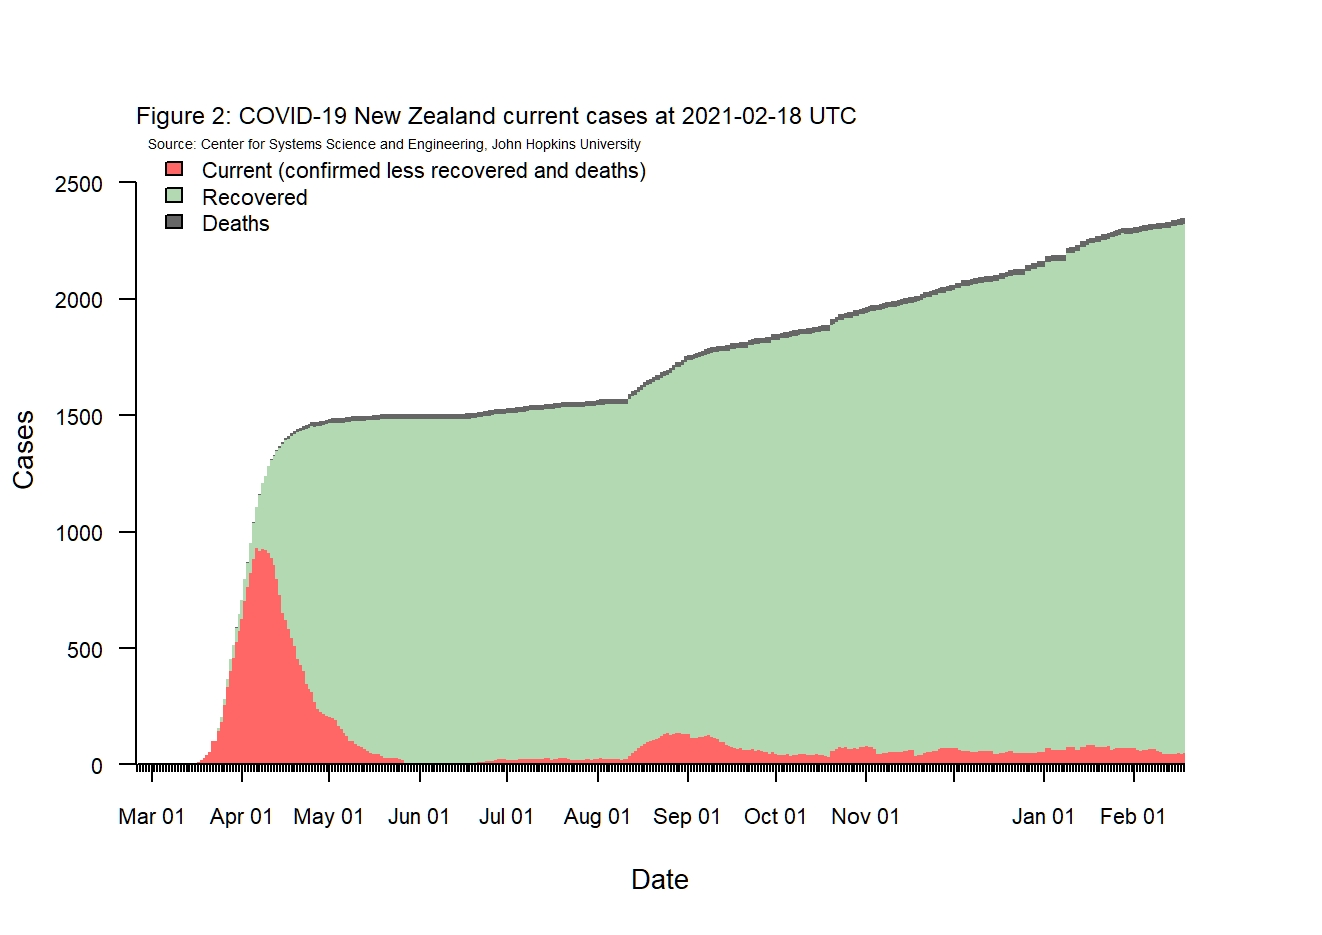 Figure 2: COVID-19 New Zealand current cases at 2021-02-18 UTC
Source: Center for Systems Science and Engineering, John Hopkins University
Current (confirmed less recovered and deaths)
Recovered
Deaths
2500
2000
1500
1000
500
0
Cases
Mar 01 Apr 01 May 01 Jun 01 Jul 01 Aug 01 Sep 01 Oct 01 Nov 01 Jan 01 Feb 01
Date